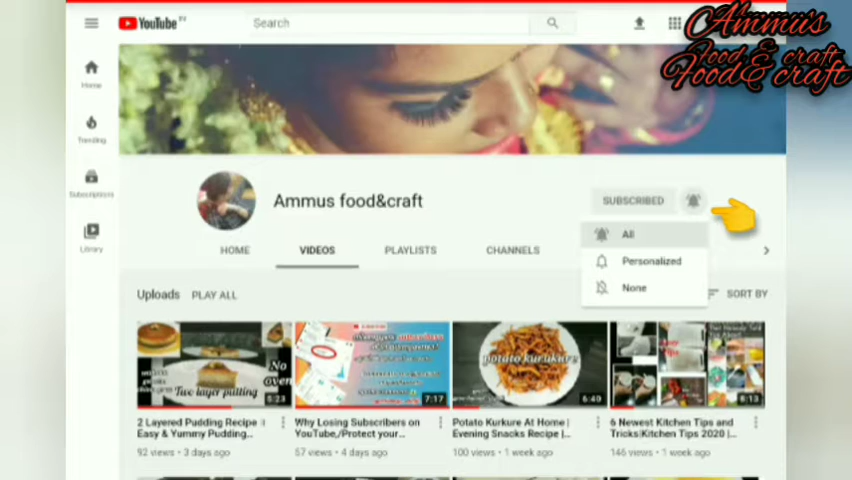 YouTube
Search
Ammus
Food & craft
Food& craft
Home
Trending
Subscriptions
Library
Ammus food&craft
SUBSCRIBED
All
Personalized
None
HOME
VIDEOS
PLAYLISTS
CHANNELS
Uploads
PLAY ALL
SORT BY
No
oven
Two layer putting
5:23
7:17
potato kurukure
6:40
8:13
2 Layered Pudding Recipe
Easy & Yummy Pudding...
92 views • 3 days ago
Why Losing Subscribers on
YouTube,/Protect your...
57 views • 4 days ago
Potato Kurkure At Home |
Evening Snacks Recipe |...
100 views • 1 week ago
6 Newest Kitchen Tips and
Tricks|Kitchen Tips 2020 |...
146 views • 1 week ago